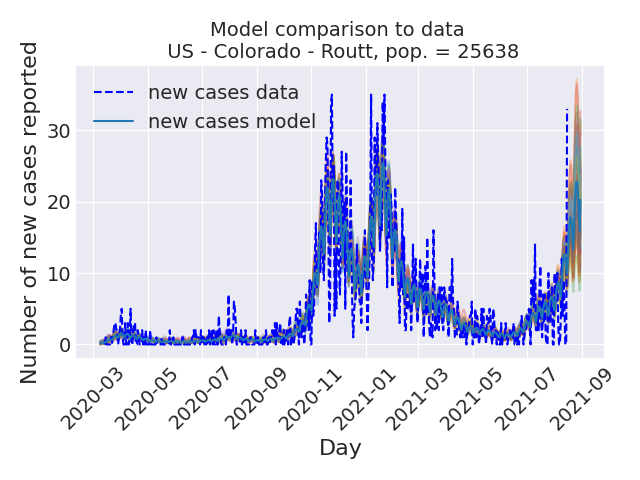 Model comparison to data
US - Colorado - Routt, pop. = 25638
Number of new cases reported
new cases data
new cases model
30
20
10
0
2020-03
2020-05
2020-07
2020-09
2020-11
2021-01
2021-03
2021-05
2021-07
2021-09
Day